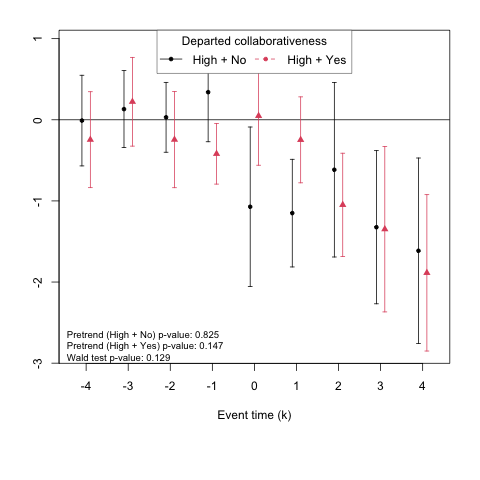 Departed collaborativeness
High + No High + Yes
1
0
-1
-2
-3
Pretrend (High + No) p-value: 0.825
Pretrend (High + Yes) p-value: 0.147
Wald test p-value: 0.129
-4 -3 -2 -1 0 1 2 3 4
Event time (k)